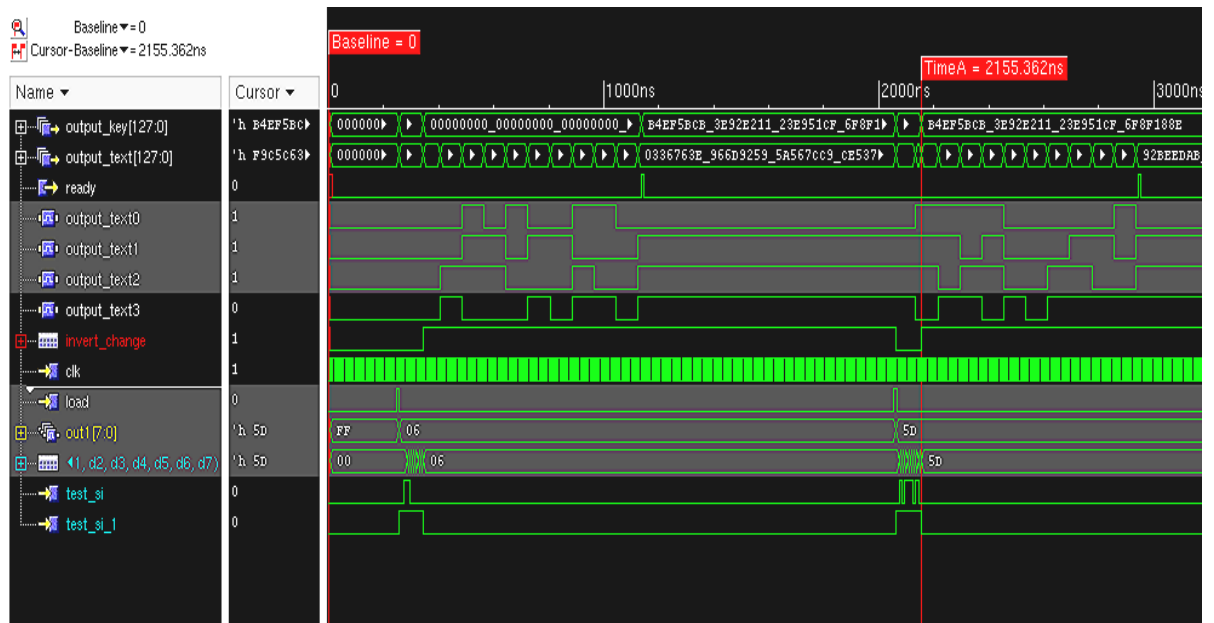 Baseline▼= 0
Cursor-Baseline▼= 2155.362ns
Baseline = 0
TimeA = 2155.362ns
Name ▼ Cursor ▼ 0 1000ns 2000ns 3000ns
output_key[127:0] 'h B4EF5BC 000000 00000000_00000000_00000000_ B4EF5BCB_3E92E211_23E951CF_6F8F1 B4EF5BCB_3E92E211_23E951CF_6F8F188E
output_text[127:0] 'h F9C5C63 000000 0336763E_966D9259_5A567CC9_CE537 92BEEDAB_
ready 0
output_text0 1
output_text1 1
output_text2 1
output_text3 0
invert_change 1
clk 1
load 0
out1[7:0] 'h 5D FF 06 5D
1, d2, d3, d4, d5, d6, d7) 'h 5D 00 06 5D
test_si 0
test_si_1 0